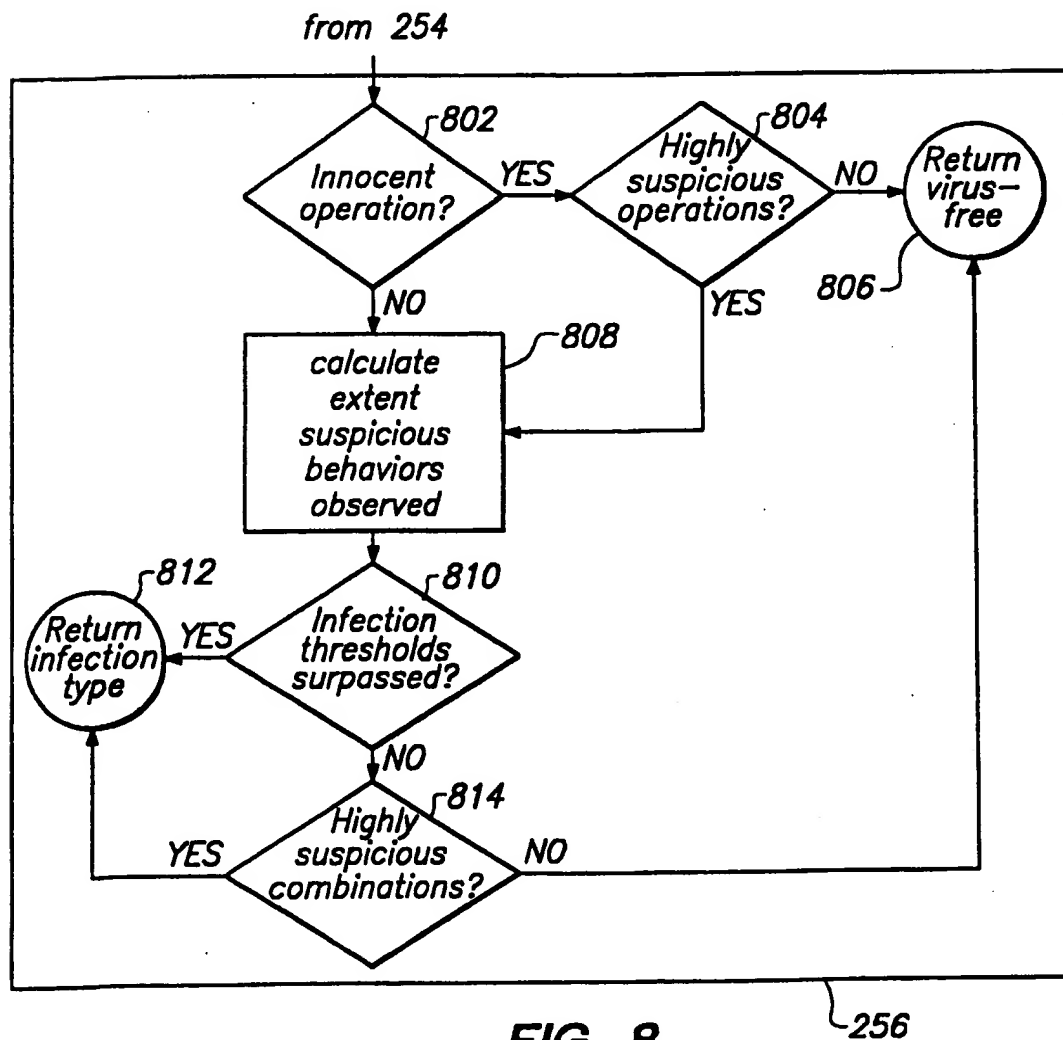 from 254
802
Innocent
operation?
YES
804
Highly
suspicious
operations?
NO
Return
virus-
free
806
YES
NO
808
calculate
extent
suspicious
behaviors
observed
810
Infection
thresholds
surpassed?
YES
812
Return
infection
type
NO
814
Highly
suspicious
combinations?
YES
NO
256
FIG. 8